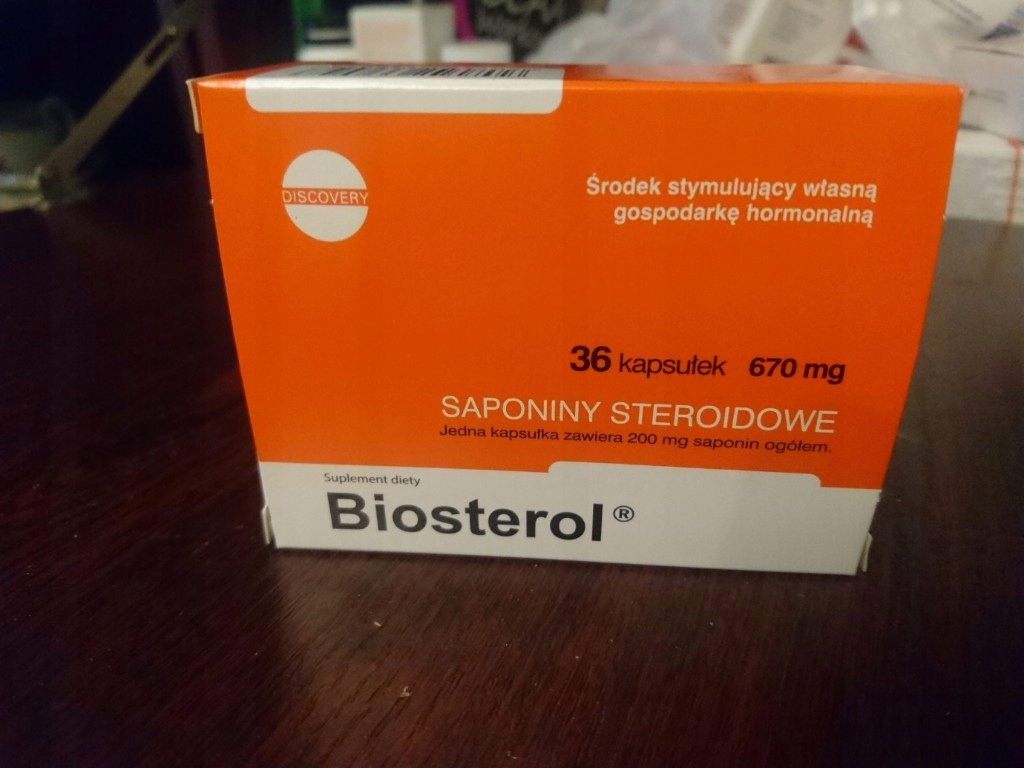 DISCOVERY
Środek stymulujący własną
gospodarkę hormonalną
36 kapsułek 670 mg
SAPONINY STEROIDOWE
Jedna kapsułka zawiera 200 mg saponin ogółem.
Suplement diety
Biosterol®